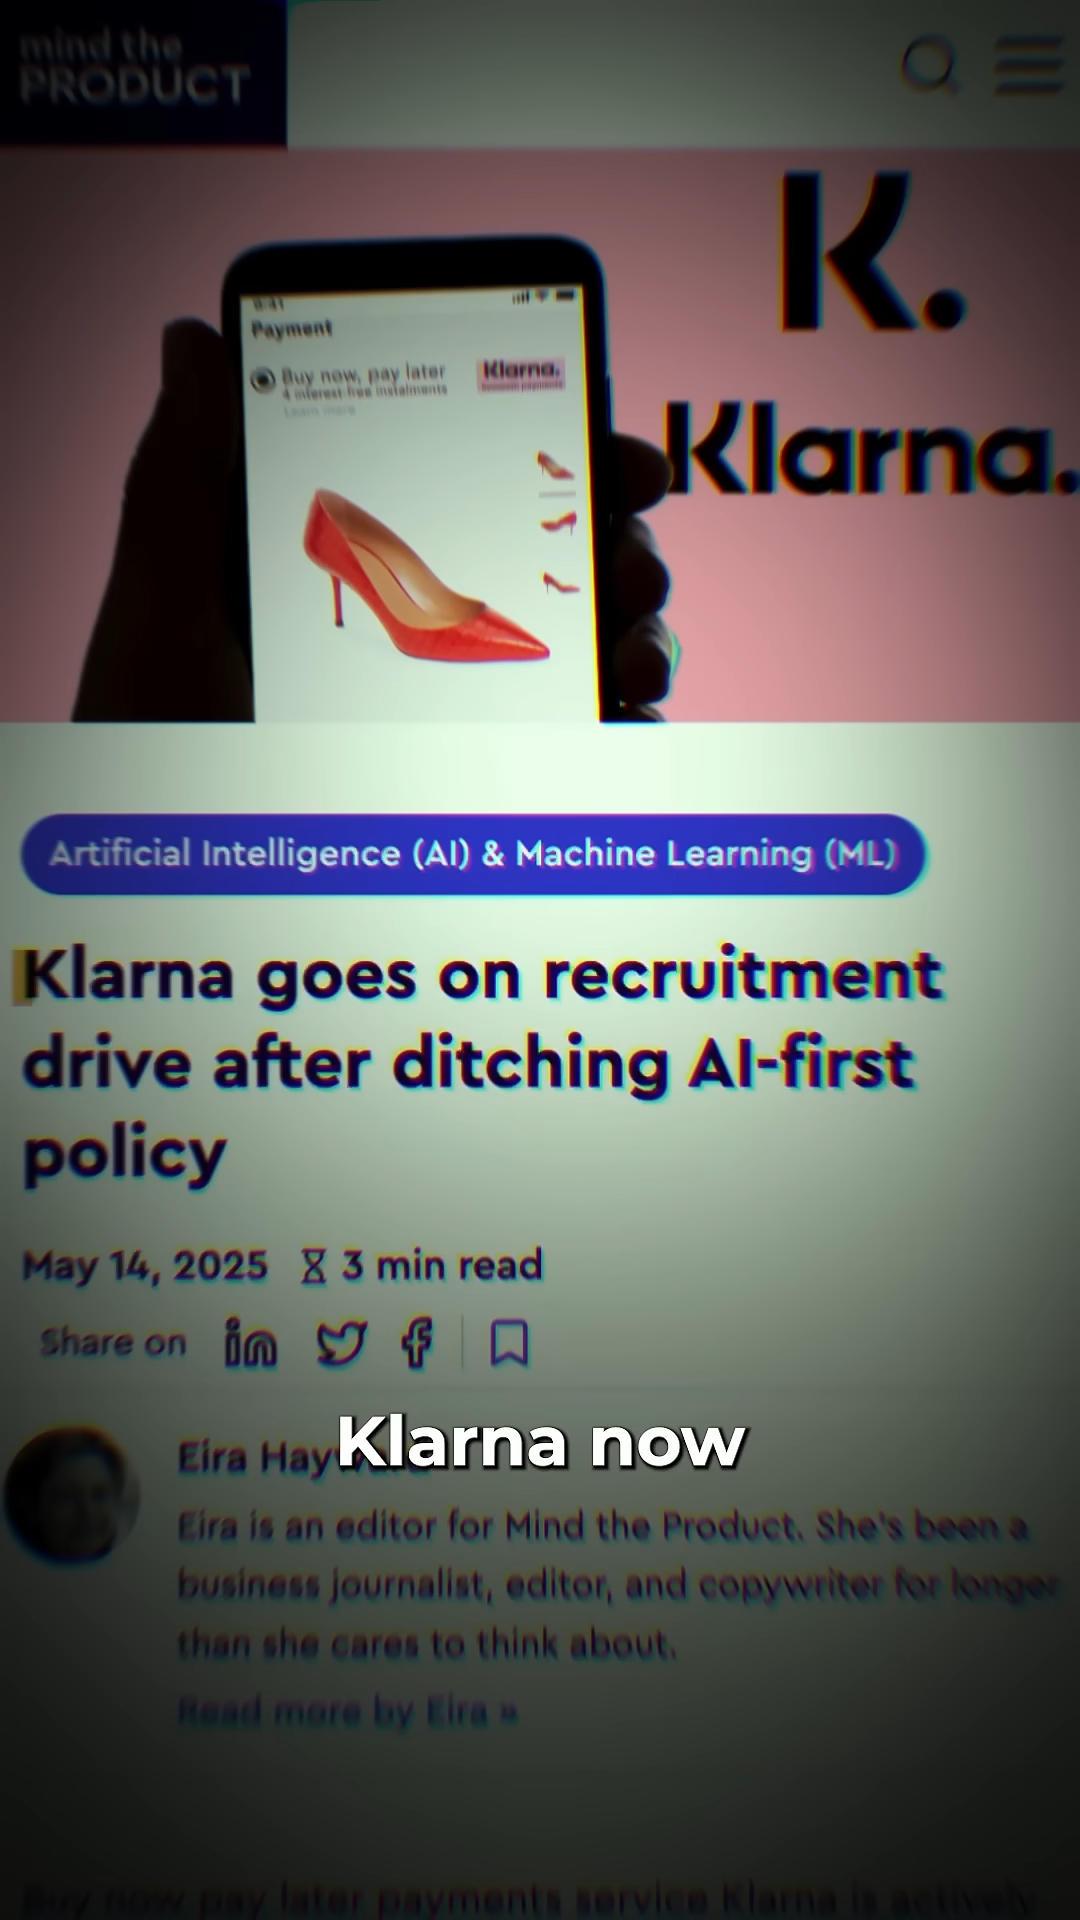 mind the
PRODUCT
K.
9:41
Payment
Buy now, pay later
4 interest-free instalments
Learn more
Klarna.
Klarna.
Artificial Intelligence (AI) & Machine Learning (ML)
Klarna goes on recruitment
drive after ditching AI-first
policy
May 14, 2025 3 min read
Share on
Klarna now
Eira
Eira is an editor for Mind the Product. She's been a
business journalist, editor, and copywriter for longer
than she cares to think about.
Read more by Eira »
Buy now pay later payments service Klarna is actively